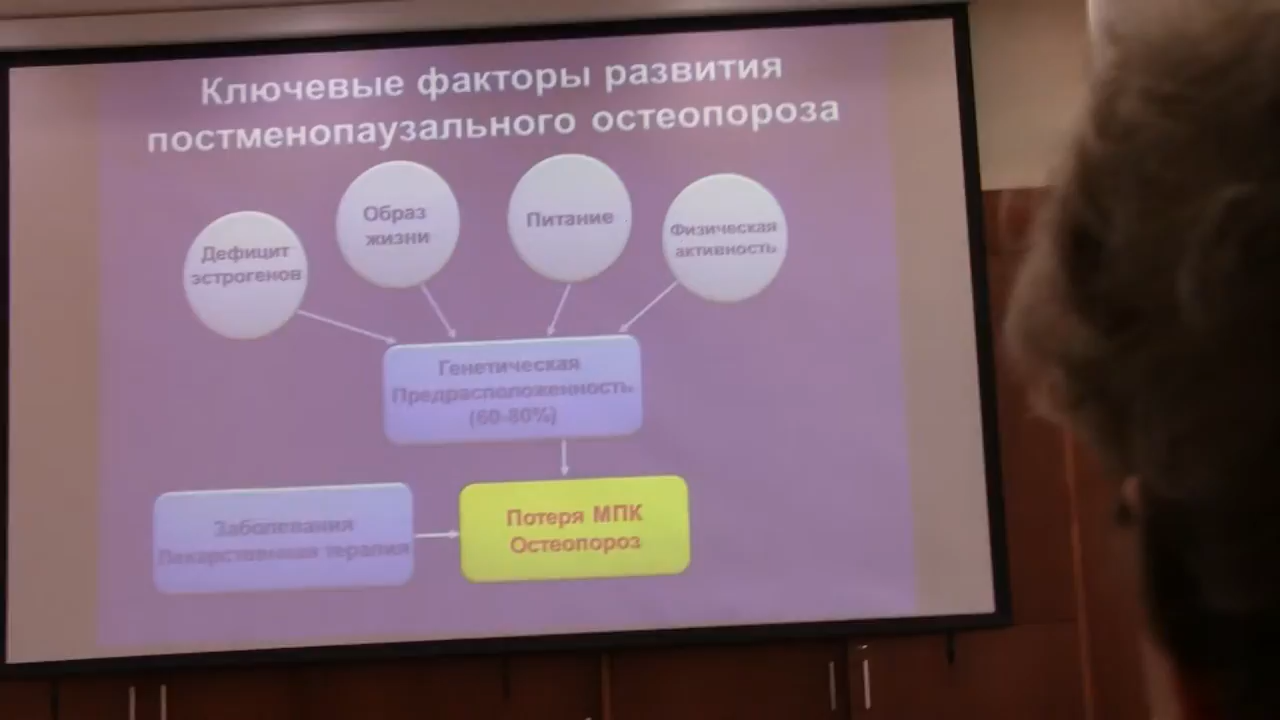 Ключевые факторы развития
постменопаузального остеопороза
Дефицит
эстрогенов
Образ
жизни
Питание
Физическая
активность
Генетическая
Предрасположенность
(60-80%)
Заболевания
Лекарственная терапия
Потеря МПК
Остеопороз